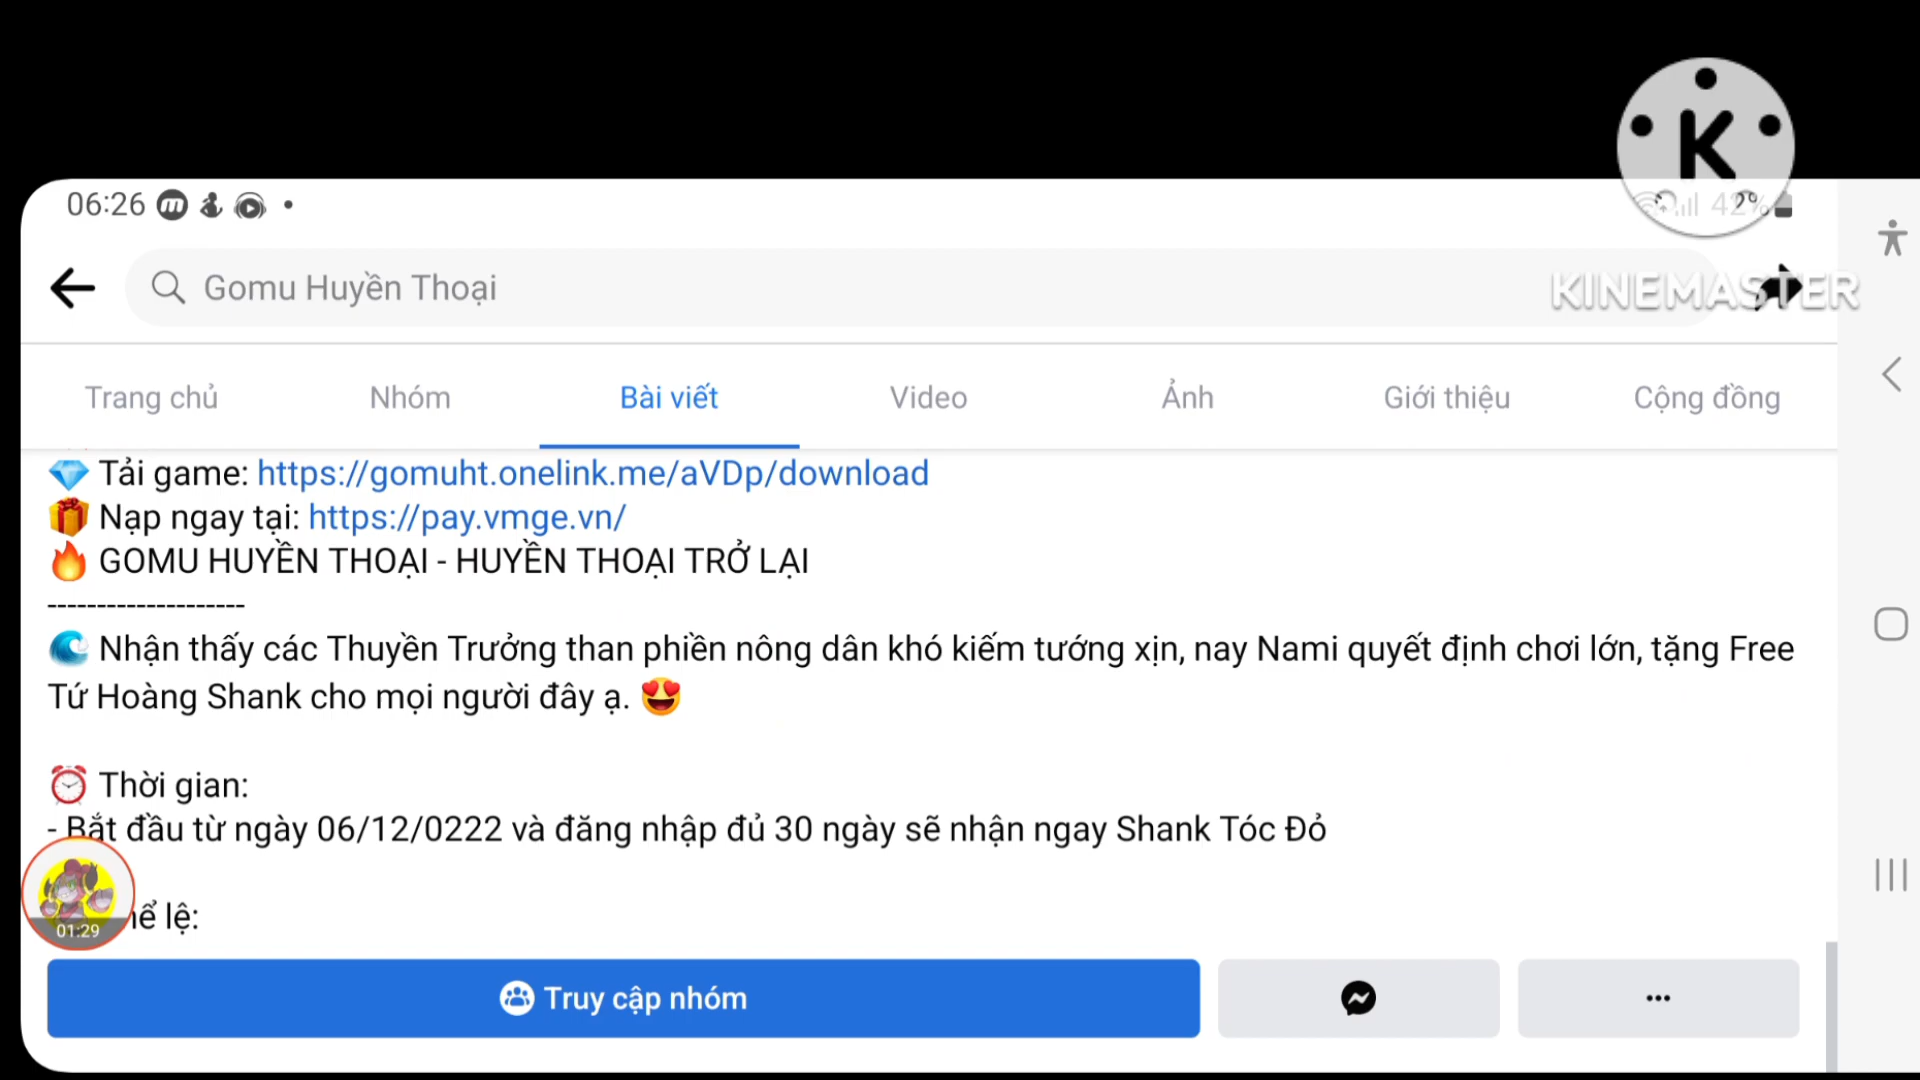 06:26
42%
K
KINEMASTER
Gomu Huyền Thoại
Trang chủ Nhóm Bài viết Video Ảnh Giới thiệu Cộng đồng
Tải game: https://gomuht.onelink.me/aVDp/download
Nạp ngay tại: https://pay.vmge.vn/
GOMU HUYỀN THOẠI - HUYỀN THOẠI TRỞ LẠI
--------------------
Nhận thấy các Thuyền Trưởng than phiền nông dân khó kiếm tướng xịn, nay Nami quyết định chơi lớn, tặng Free
Tứ Hoàng Shank cho mọi người đây ạ.
Thời gian:
- Bắt đầu từ ngày 06/12/0222 và đăng nhập đủ 30 ngày sẽ nhận ngay Shank Tóc Đỏ
lệ:
01:29
Truy cập nhóm